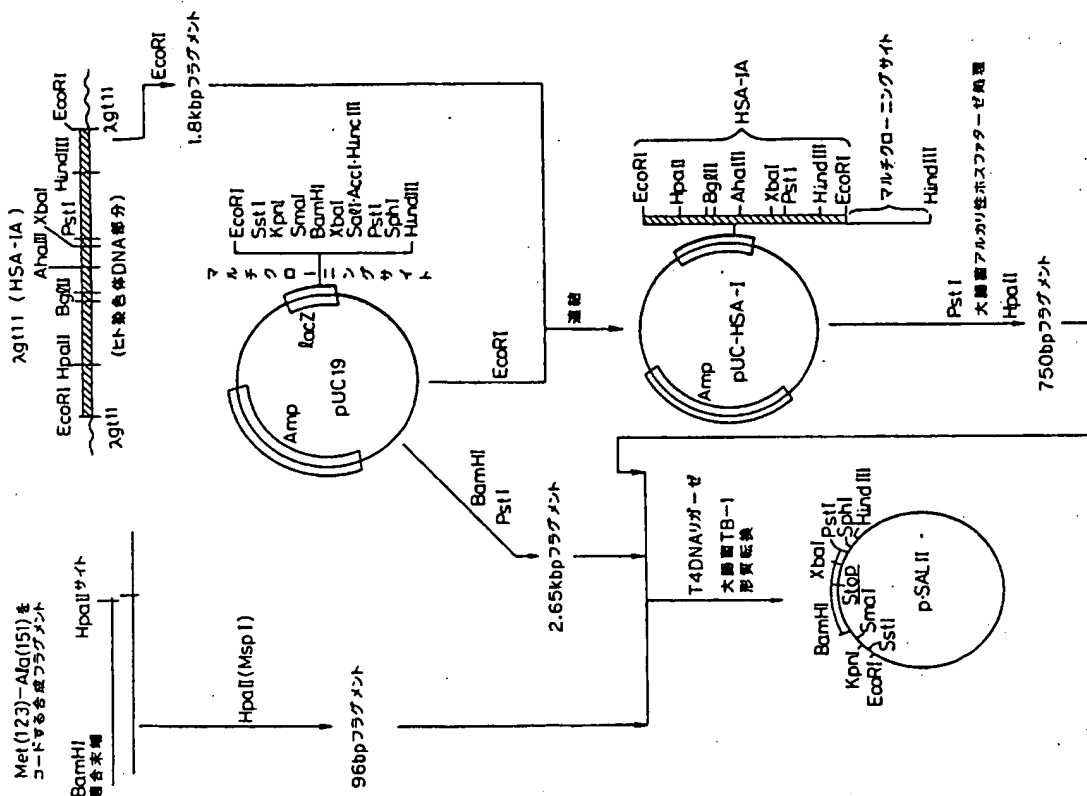 λgt11 (HSA-IA)
EcoRI HpaII BglII AhaIII XbaI PstI HindIII EcoRI
λgt11
(ヒト染色体DNA部分)
λgt11
EcoRI
1.8kbpフラグメント
Met(123)-Ala(151)を
コードする合成フラグメント
BamHI
HpaIIサイト
HpaII(MspI)
96bpフラグメント
マルチクローニングサイト
EcoRI
SstI
KpnI
SmaI
BamHI
XbaI
SalI·AccI·HincIII
PstI
SphI
HindIII
lacZ
Amp
pUC19
EcoRI
BamHI
PstI
2.65kbpフラグメント
連結
HSA-IA
EcoRI
HpaII
BglII
AhaIII
XbaI
PstI
HindIII
EcoRI
マルチクローニングサイト
HindIII
Amp
pUC-HSA-I
PstI
大腸菌アルカリ性ホスファターゼ処理
HpaII
750bpフラグメント
T4DNAリガーゼ
大腸菌TB-1
形質転換
BamHI
XbaI
PstI
SphI
HindIII
Stop
KpnI
SmaI
EcoRI
SstI
p·SALII